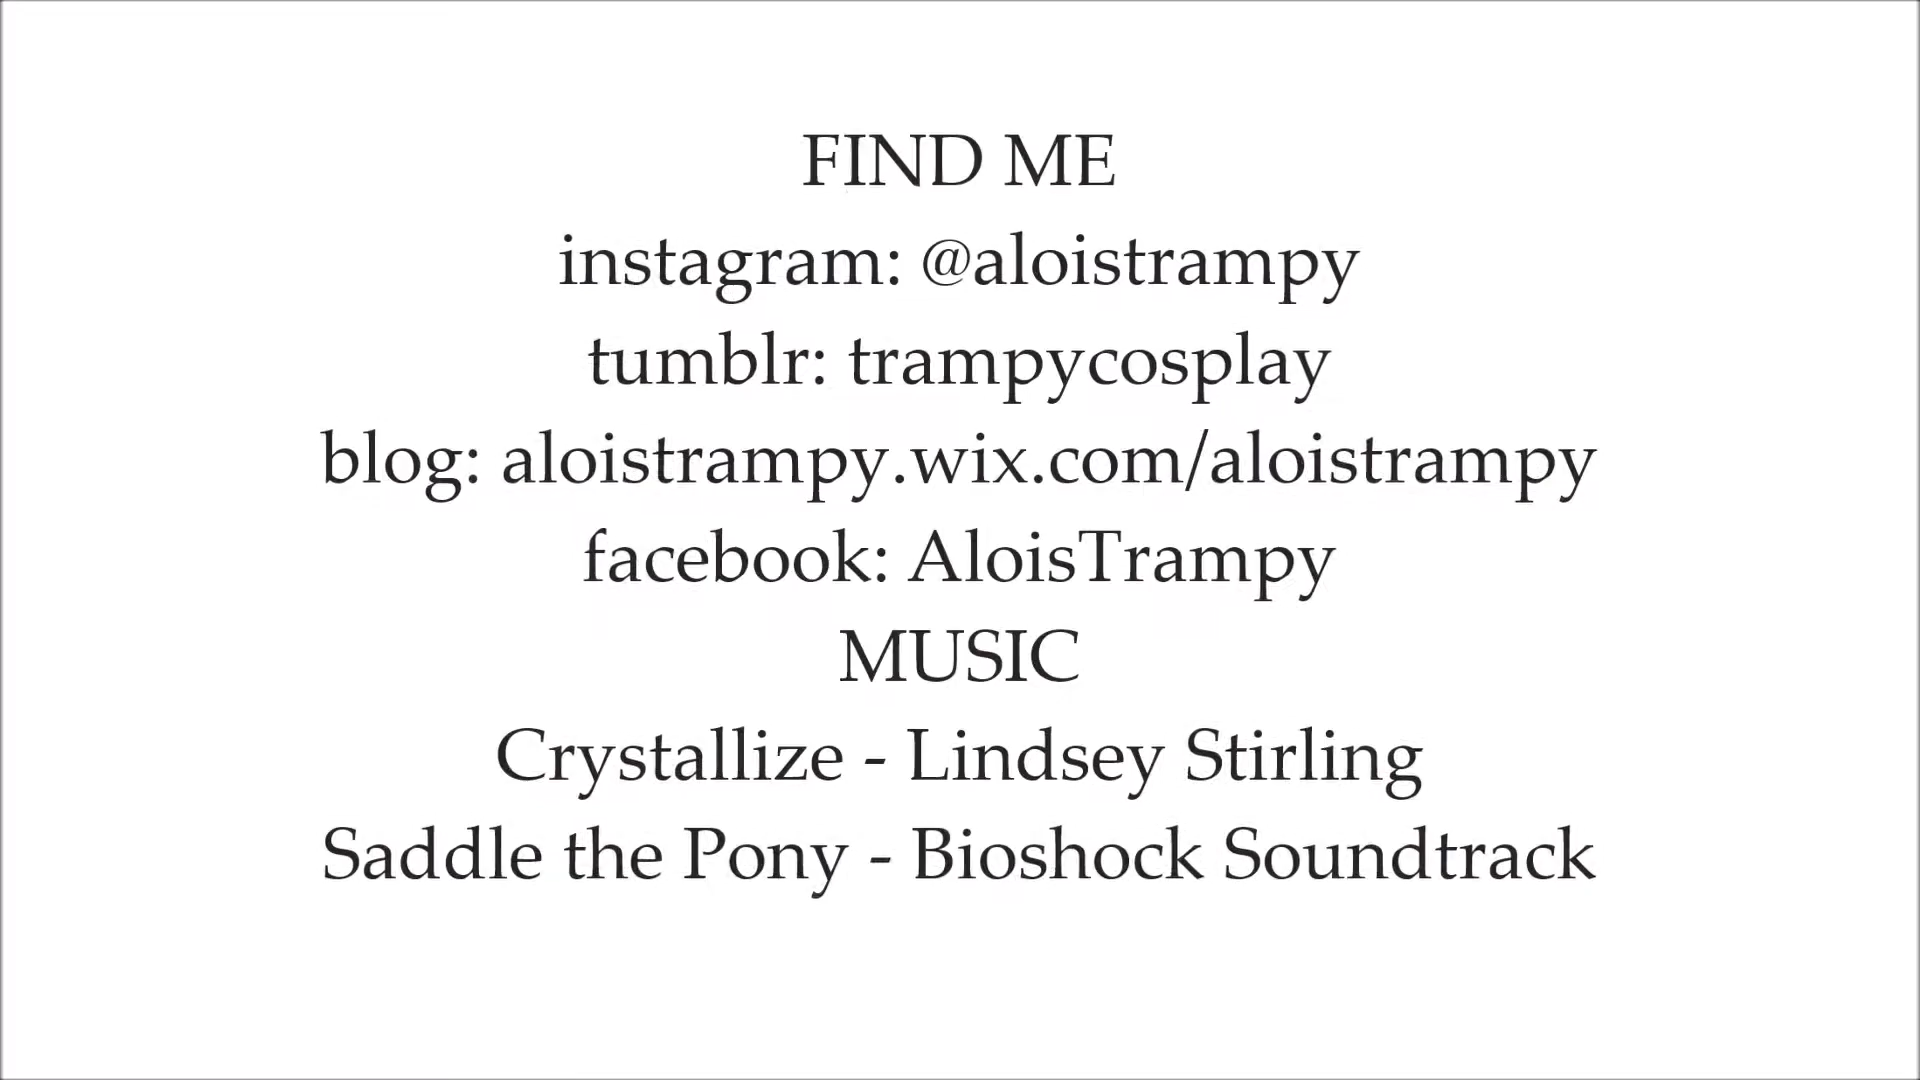 FIND ME
instagram: @aloistrampy
tumblr: trampycosplay
blog: aloistrampy.wix.com/aloistrampy
facebook: AloisTrampy
MUSIC
Crystallize - Lindsey Stirling
Saddle the Pony - Bioshock Soundtrack